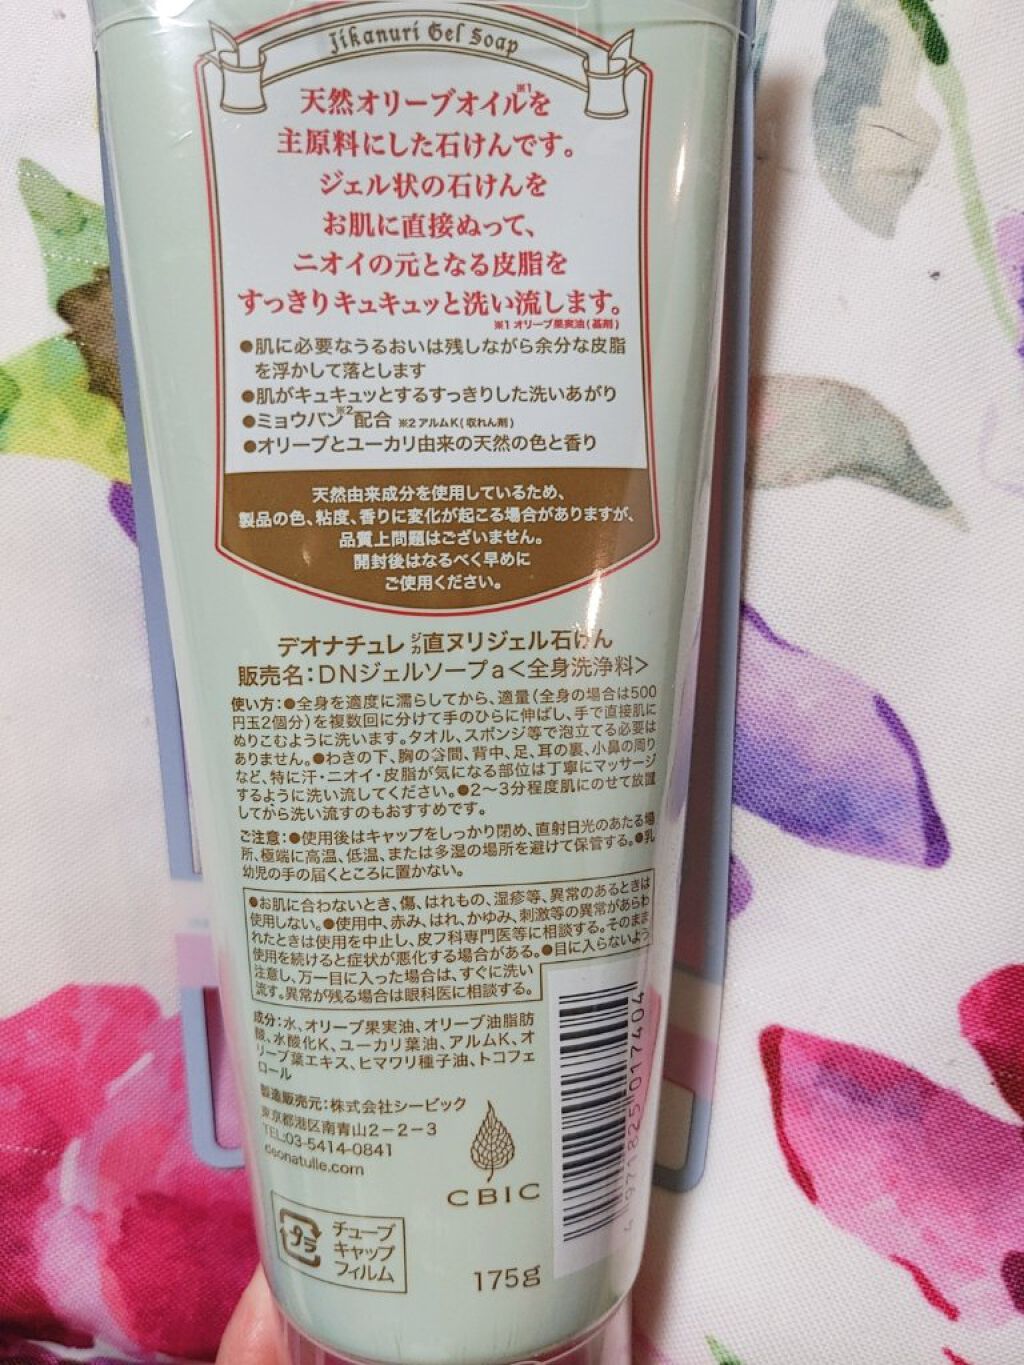 Jikanuri Gel Soap
天然オリーブオイル※1を
主原料にした石けんです。
ジェル状の石けんを
お肌に直接ぬって、
ニオイの元となる皮脂を
すっきりキュキュッと洗い流します。
※1 オリーブ果実油(基剤)
●肌に必要なうるおいは残しながら余分な皮脂
を浮かして落とします
●肌がキュキュッとするすっきりした洗いあがり
●ミョウバン※2配合 ※2 アルムK(収れん剤)
●オリーブとユーカリ由来の天然の色と香り
天然由来成分を使用しているため、
製品の色、粘度、香りに変化が起こる場合がありますが、
品質上問題はございません。
開封後はなるべく早めに
ご使用ください。
デオナチュレ ジカ直ヌリジェル石けん
販売名：DNジェルソープa＜全身洗浄料＞
使い方：●全身を適度に濡らしてから、適量(全身の場合は500
円玉2個分)を複数回に分けて手のひらに伸ばし、手で直接肌に
ぬりこむように洗います。タオル、スポンジ等で泡立てる必要は
ありません。●わきの下、胸の谷間、背中、足、耳の裏、小鼻の周り
など、特に汗・ニオイ・皮脂が気になる部位は丁寧にマッサージ
するように洗い流してください。●2〜3分程度肌にのせて放置
してから洗い流すのもおすすめです。
ご注意：●使用後はキャップをしっかり閉め、直射日光のあたる場
所、極端に高温、低温、または多湿の場所を避けて保管する。●乳
幼児の手の届くところに置かない。
●お肌に合わないとき、傷、はれもの、湿疹等、異常のあるときは
使用しない。●使用中、赤み、はれ、かゆみ、刺激等の異常があらわ
れたときは使用を中止し、皮フ科専門医等に相談する。そのまま
使用を続けると症状が悪化する場合がある。●目に入らないよう
注意し、万一目に入った場合は、すぐに洗い
流す。異常が残る場合は眼科医に相談する。
成分：水、オリーブ果実油、オリーブ油脂肪
酸、水酸化K、ユーカリ葉油、アルムK、オ
リーブ葉エキス、ヒマワリ種子油、トコフェ
ロール
製造販売元：株式会社シービック
東京都港区南青山2－2－3
TEL:03-5414-0841
deonatulle.com
CBIC
4 971825 017404
プラ
チューブ
キャップ
フィルム
175g